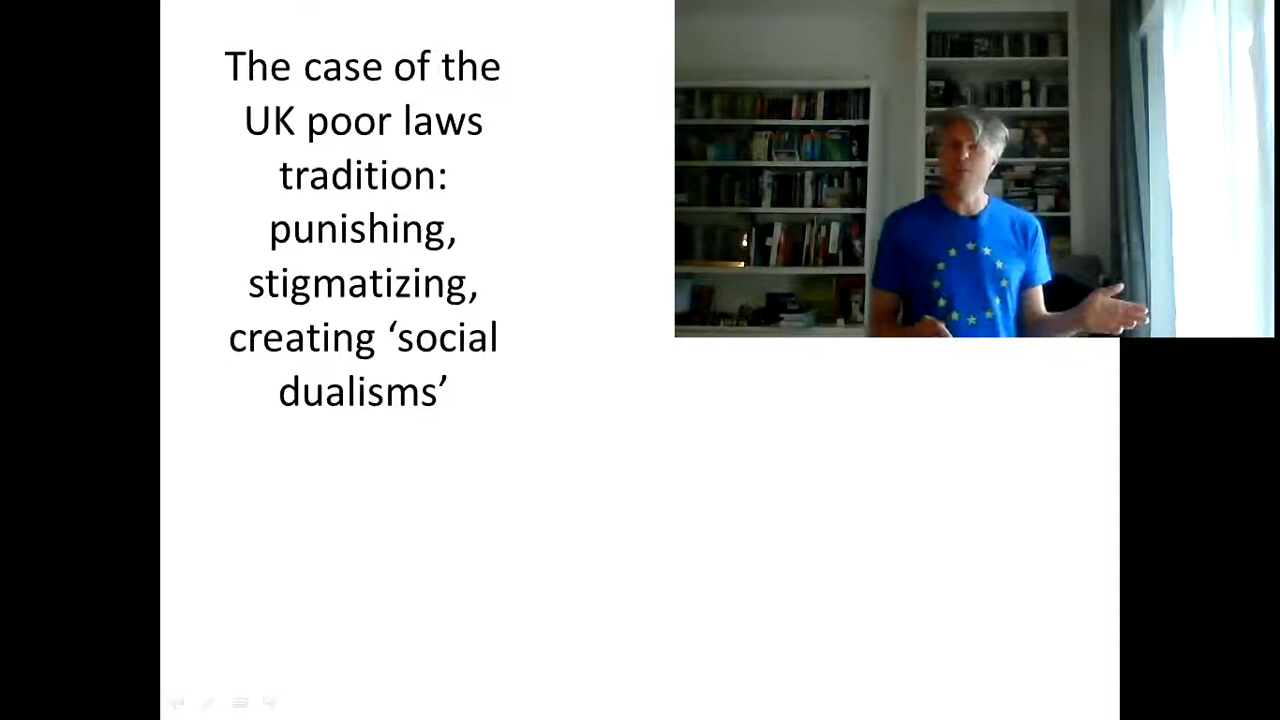 The case of the
UK poor laws
tradition:
punishing,
stigmatizing,
creating ‘social
dualisms’